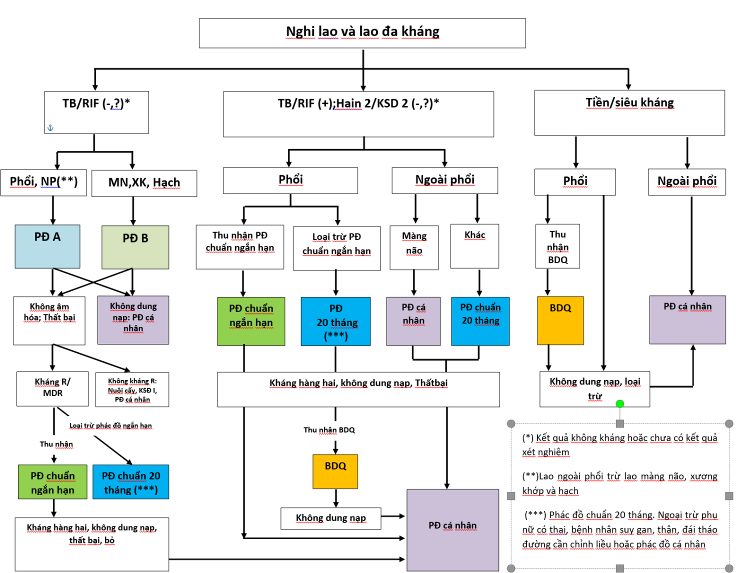 Nghi lao và lao đa kháng
TB/RIF (-,?)*
TB/RIF (+);Hain 2/KSD 2 (-,?)*
Tiền/siêu kháng
Phổi, NP(**)
MN,XK, Hạch
Phổi
Ngoài phổi
Phổi
Ngoài phổi
PĐ A
PĐ B
Thu nhận PĐ
chuẩn ngắn hạn
Loại trừ PĐ
chuẩn ngắn hạn
Màng
não
Khác
Thu
nhận
BDQ
Không âm
hóa; Thất bại
Không dung
nạp: PĐ cá
nhân
PĐ chuẩn
ngắn hạn
PĐ
20 tháng
(***)
PĐ cá
nhân
PĐ chuẩn
20 tháng
BDQ
PĐ cá nhân
Kháng R/
MDR
Không kháng R:
Nuôi cấy, KSĐ I,
PĐ cá nhân
Kháng hàng hai, không dung nạp, Thấtbại
Không dung nạp, loại
trừ
Loại trừ phác đồ ngắn hạn
Thu nhận
Thu nhận BDQ
PĐ chuẩn
ngắn hạn
PĐ chuẩn 20
tháng (***)
BDQ
Không dung nạp
PĐ cá nhân
Kháng hàng hai, không dung nạp,
thất bại, bỏ
(*) Kết quả không kháng hoặc chưa có kết quả
xét nghiêm
(**)Lao ngoài phổi trừ lao màng não, xương
khớp và hạch
(***) Phác đồ chuẩn 20 tháng. Ngoại trừ phụ
nữ có thai, bệnh nhân suy gan, thận, đái tháo
đường cần chỉnh liều hoặc phác đồ cá nhân